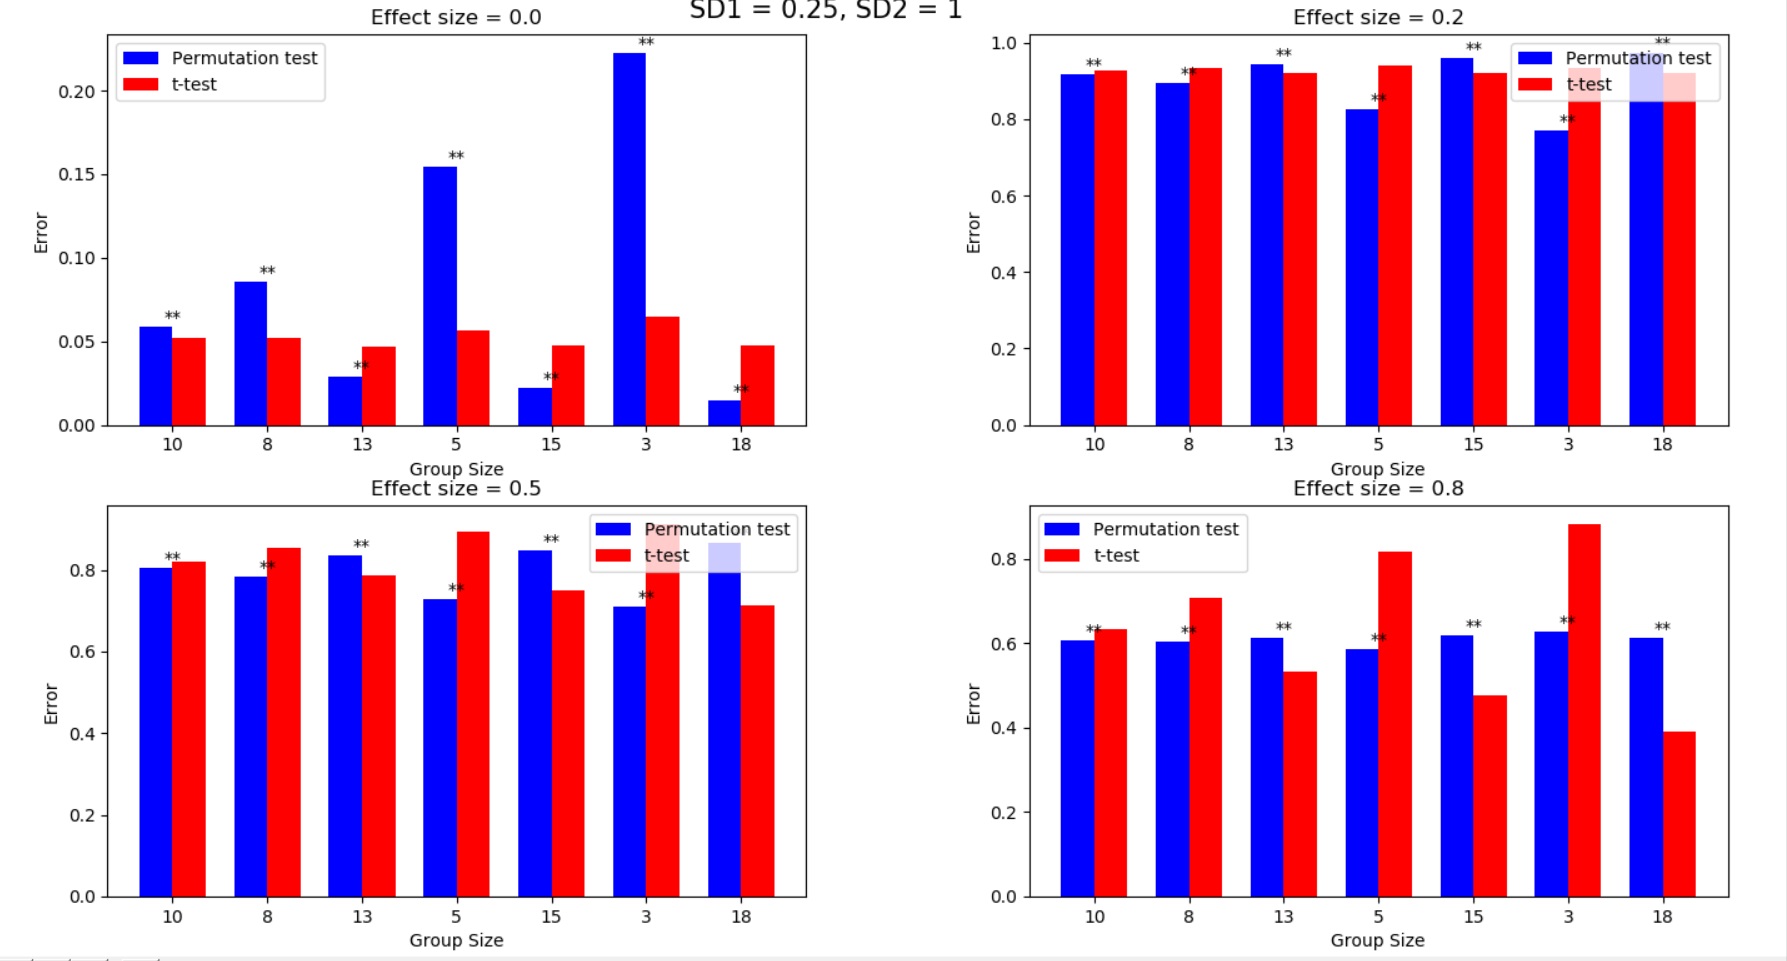 SD1 = 0.25, SD2 = 1
Effect size = 0.0
Permutation test
t-test
Error
0.20
0.15
0.10
0.05
0.00
** ** ** ** ** ** **
10 8 13 5 15 3 18
Group Size
Effect size = 0.2
Permutation test
t-test
Error
1.0
0.8
0.6
0.4
0.2
0.0
** ** ** ** ** ** **
10 8 13 5 15 3 18
Group Size
Effect size = 0.5
Permutation test
t-test
Error
0.8
0.6
0.4
0.2
0.0
** ** ** ** ** **
10 8 13 5 15 3 18
Group Size
Effect size = 0.8
Permutation test
t-test
Error
0.8
0.6
0.4
0.2
0.0
** ** ** ** ** ** **
10 8 13 5 15 3 18
Group Size